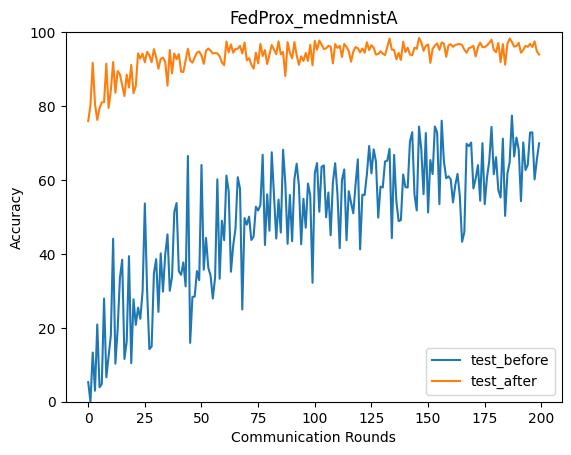 FedProx_medmnistA
100
80
60
40
20
0
Accuracy
0 25 50 75 100 125 150 175 200
Communication Rounds
test_before
test_after